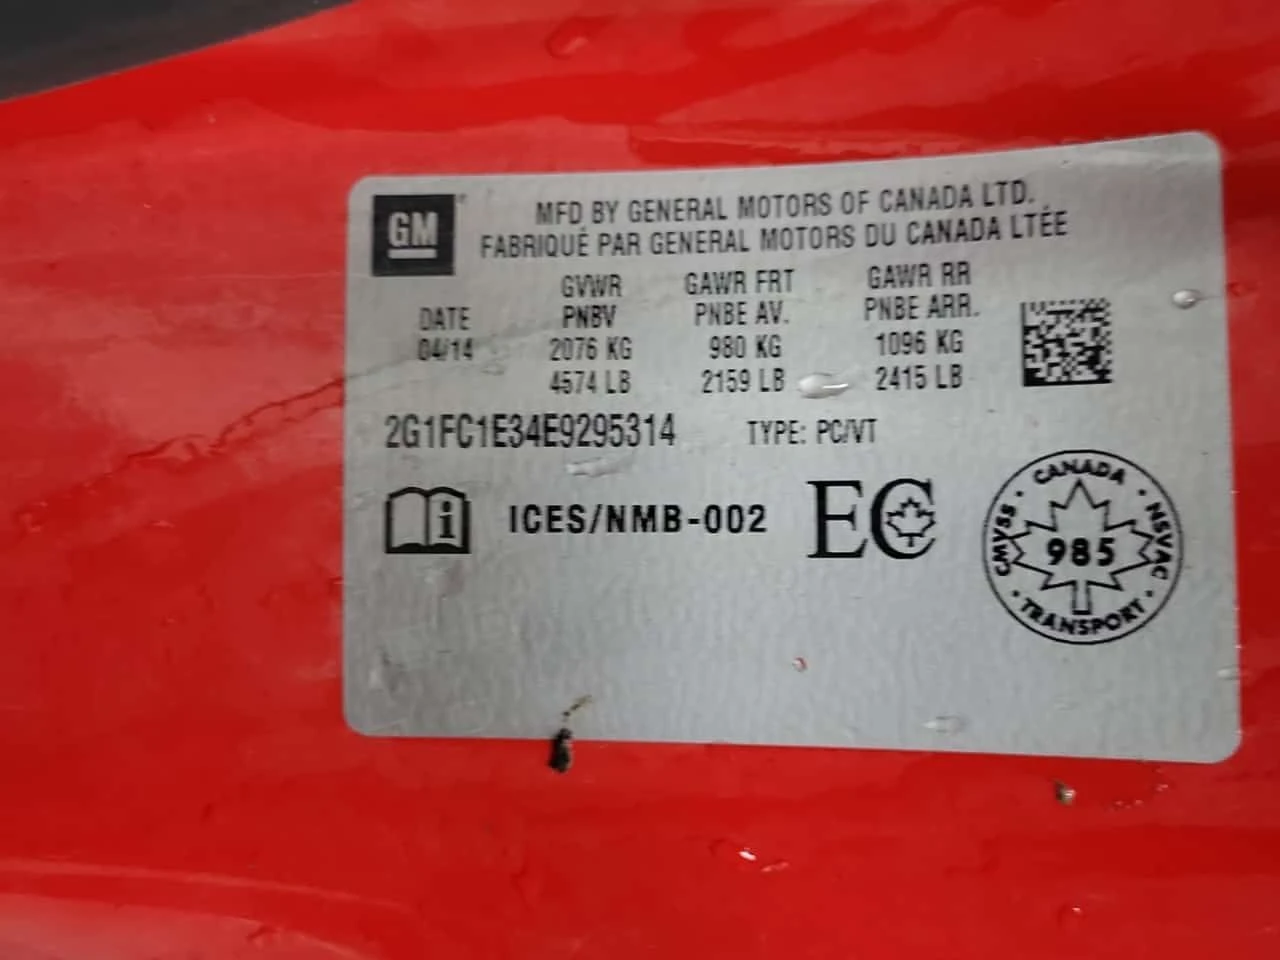 GM
MFD BY GENERAL MOTORS OF CANADA LTD.
FABRIQUÉ PAR GENERAL MOTORS DU CANADA LTÉE
GVWR GAWR FRT GAWR RR
DATE PNBV PNBE AV. PNBE ARR.
04/14 2076 KG 980 KG 1096 KG
4574 LB 2159 LB 2415 LB
2G1FC1E34E9295314 TYPE: PC/VT
i ICES/NMB-002 EC
CANADA
CMVSS · NSVAC
985
TRANSPORT